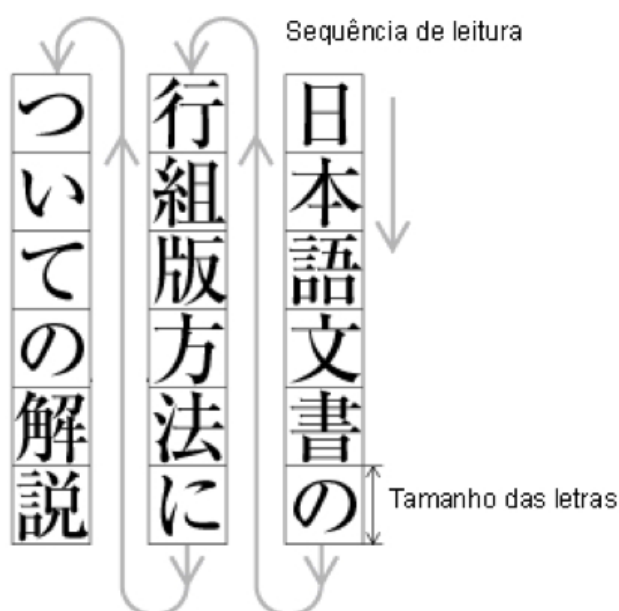 Sequência de leitura
日本語文書の
行組版方法に
ついての解説
Tamanho das letras